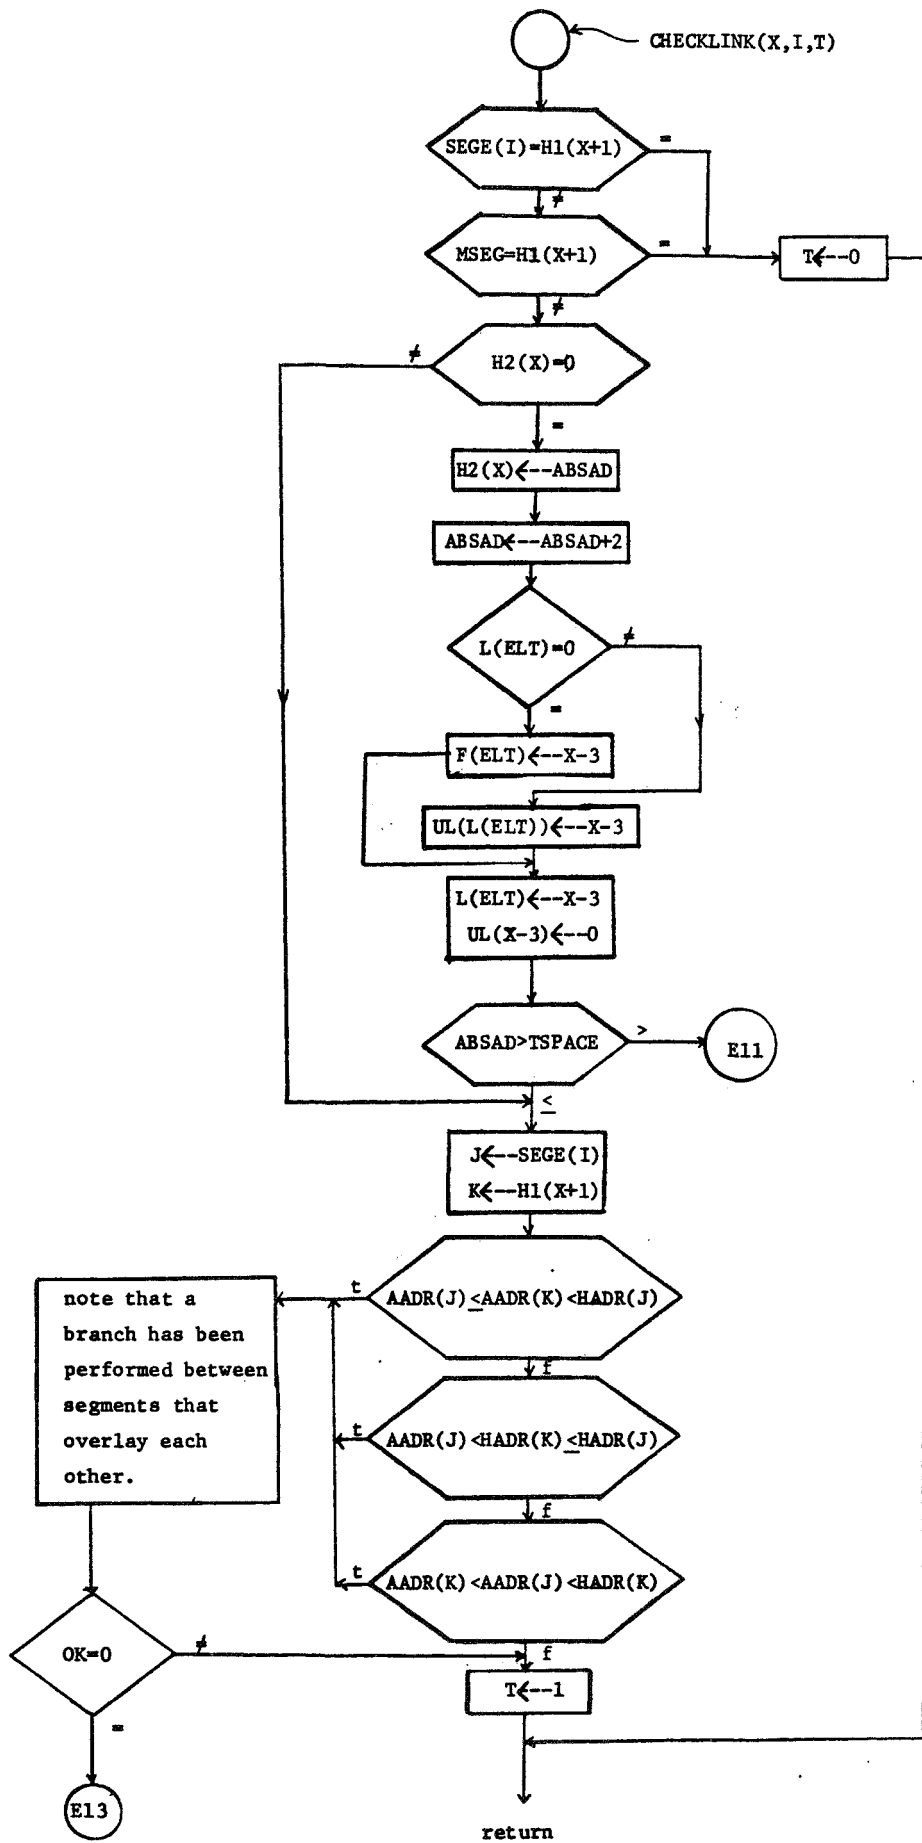 CHECKLINK(X,I,T)
SEGE(I)=H1(X+1)
=
≠
MSEG=H1(X+1)
=
T<--0
≠
H2(X)=0
≠
=
H2(X)<--ABSAD
ABSAD<--ABSAD+2
L(ELT)=0
≠
=
F(ELT)<--X-3
UL(L(ELT))<--X-3
L(ELT)<--X-3
UL(X-3)<--0
ABSAD>TSPACE
>
E11
≤
J<--SEGE(I)
K<--H1(X+1)
AADR(J)≤AADR(K)<HADR(J)
t
f
note that a
branch has been
performed between
segments that
overlay each
other.
AADR(J)<HADR(K)≤HADR(J)
t
f
AADR(K)<AADR(J)<HADR(K)
t
f
OK=0
≠
=
T<--1
E13
return